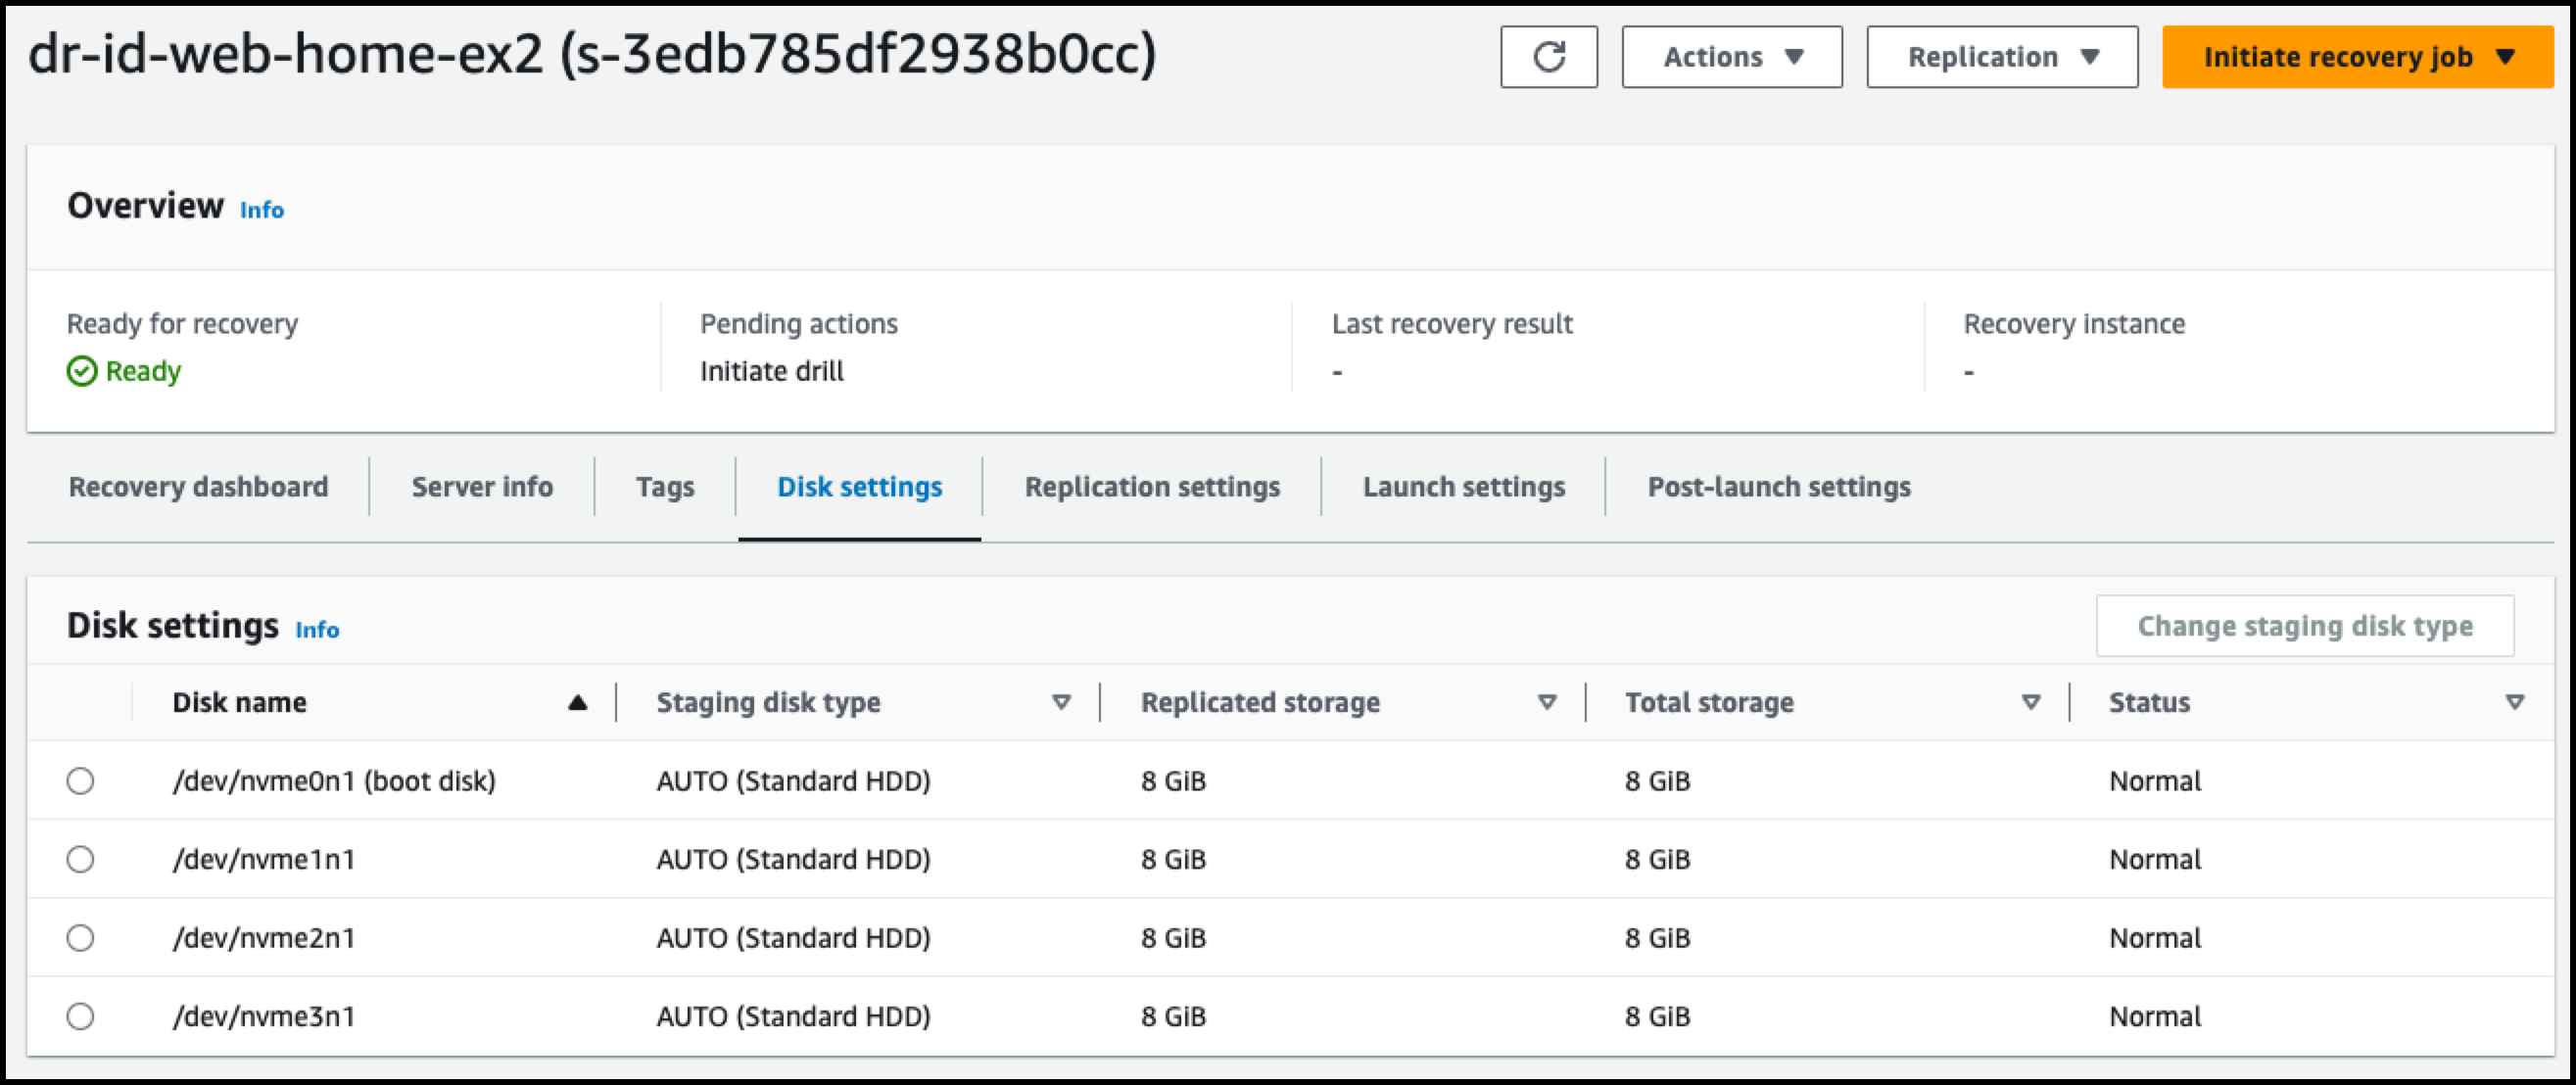 dr-id-web-home-ex2 (s-3edb785df2938b0cc) Actions Replication Initiate recovery job
Overview Info
Ready for recovery Pending actions Last recovery result Recovery instance
Ready Initiate drill - -
Recovery dashboard Server info Tags Disk settings Replication settings Launch settings Post-launch settings
Disk settings Info Change staging disk type
Disk name Staging disk type Replicated storage Total storage Status
/dev/nvme0n1 (boot disk) AUTO (Standard HDD) 8 GiB 8 GiB Normal
/dev/nvme1n1 AUTO (Standard HDD) 8 GiB 8 GiB Normal
/dev/nvme2n1 AUTO (Standard HDD) 8 GiB 8 GiB Normal
/dev/nvme3n1 AUTO (Standard HDD) 8 GiB 8 GiB Normal